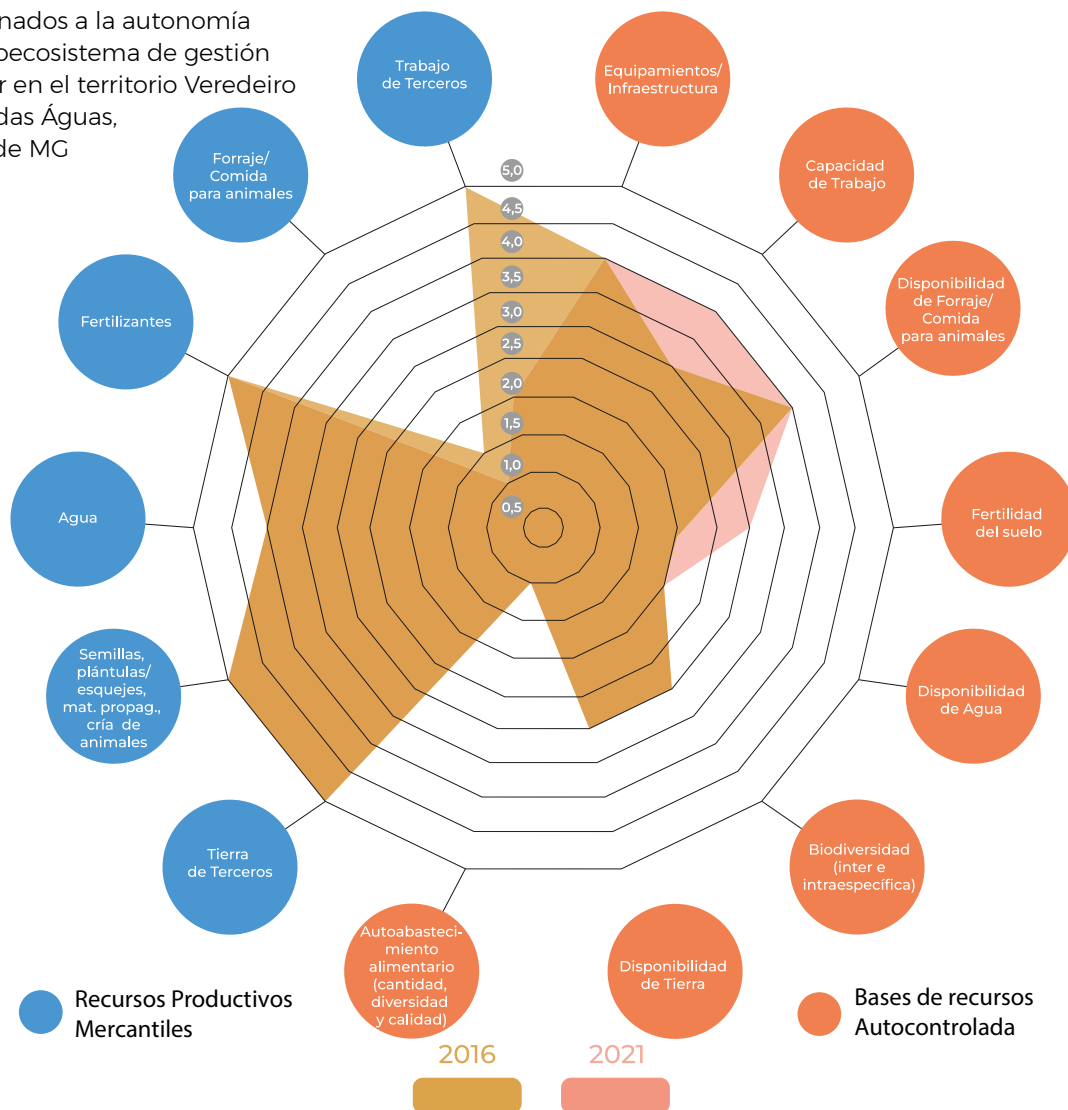 nados a la autonomía
oecosistema de gestión
r en el territorio Veredeiro
das Águas,
de MG
Trabajo
de Terceros
Equipamientos/
Infraestructura
Forraje/
Comida
para animales
Capacidad
de Trabajo
Fertilizantes
Disponibilidad
de Forraje/
Comida
para animales
Agua
Fertilidad
del suelo
Semillas,
plántulas/
esquejes,
mat. propag.,
cría de
animales
Disponibilidad
de Agua
Tierra
de Terceros
Biodiversidad
(inter e
intraespecífica)
Autoabasteci-
miento
alimentario
(cantidad,
diversidad
y calidad)
Disponibilidad
de Tierra
5,0
4,5
4,0
3,5
3,0
2,5
2,0
1,5
1,0
0,5
Recursos Productivos
Mercantiles
Bases de recursos
Autocontrolada
2016
2021